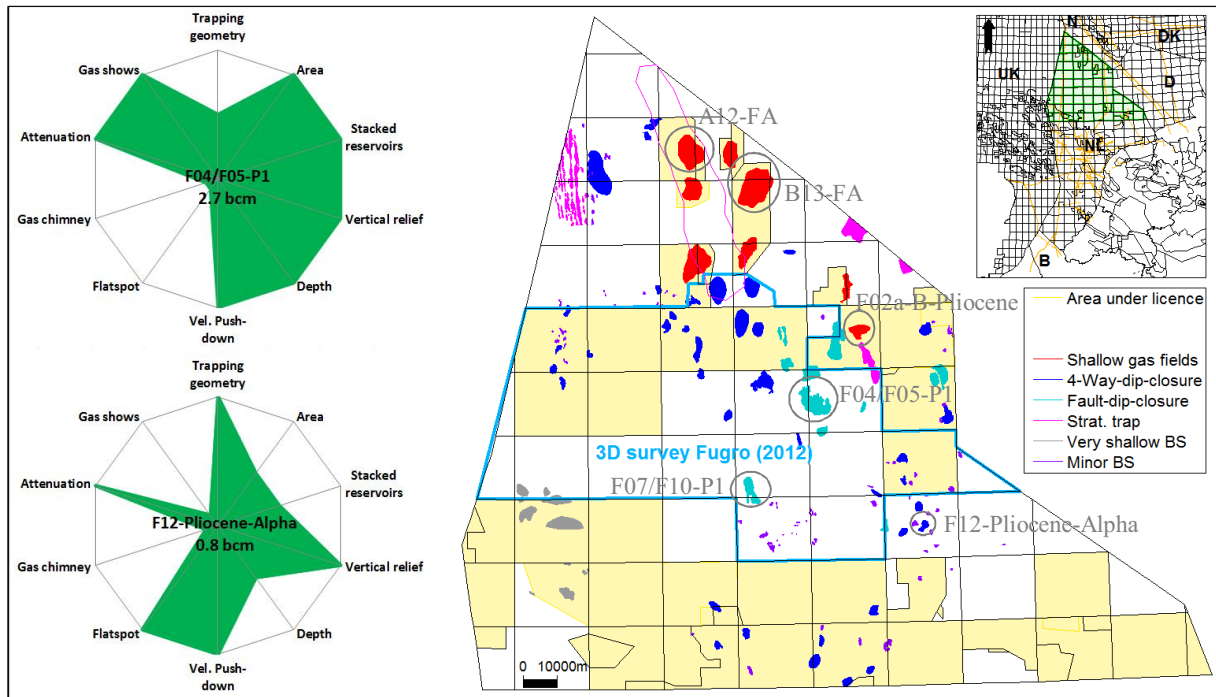 Trapping
geometry
Gas shows
Area
Attenuation
Stacked
reservoirs
F04/F05-P1
2.7 bcm
Gas chimney
Vertical relief
Flatspot
Depth
Vel. Push-
down
Trapping
geometry
Gas shows
Area
Attenuation
Stacked
reservoirs
F12-Pliocene-Alpha
0.8 bcm
Gas chimney
Vertical relief
Flatspot
Depth
Vel. Push-
down
A12-FA
B13-FA
F02a-B-Pliocene
F04/F05-P1
3D survey Fugro (2012)
F07/F10-P1
F12-Pliocene-Alpha
0 10000m
N
DK
UK
D
NL
B
Area under licence
Shallow gas fields
4-Way-dip-closure
Fault-dip-closure
Strat. trap
Very shallow BS
Minor BS